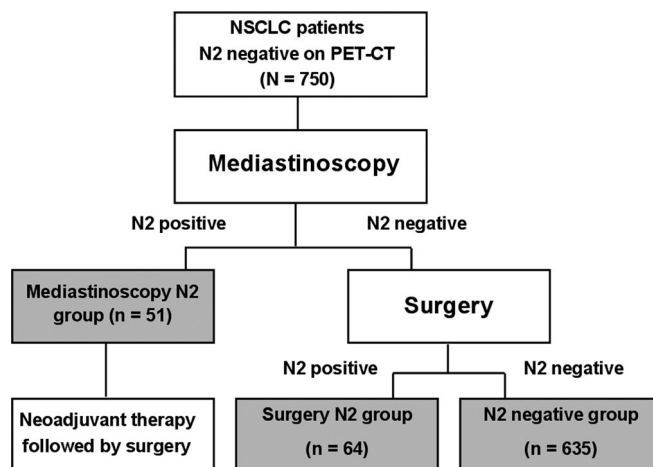 NSCLC patients
N2 negative on PET-CT
(N = 750)
Mediastinoscopy
N2 positive
N2 negative
Mediastinoscopy N2
group (n = 51)
Surgery
N2 positive
N2 negative
Neoadjuvant therapy
followed by surgery
Surgery N2 group
(n = 64)
N2 negative group
(n = 635)